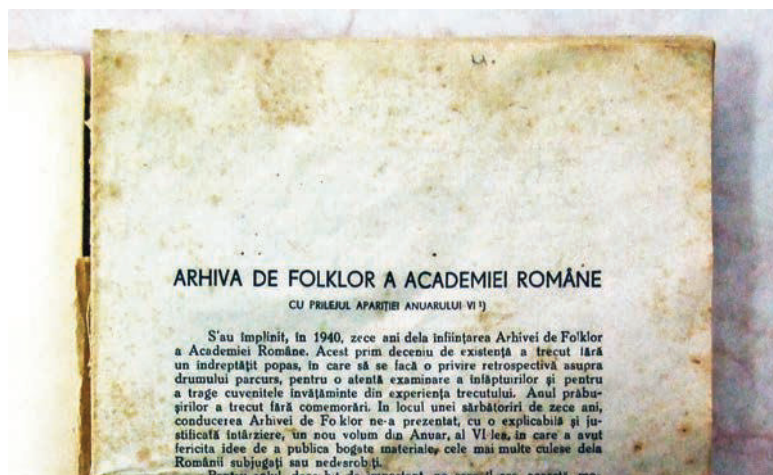 u.
ARHIVA DE FOLKLOR A ACADEMIEI ROMÂNE
CU PRILEJUL APARIȚIEI ANUARULUI VI ¹)
S'au împlinit, în 1940, zece ani dela înființarea Arhivei de Folklor
a Academiei Române. Acest prim deceniu de existență a trecut fără
un îndreptățit popas, în care să se facă o privire retrospectivă asupra
drumului parcurs, pentru o atentă examinare a înfăptuirilor și pentru
a trage cuvenitele învățăminte din experiența trecutului. Anul prăbu-
șirilor a trecut fără comemorări. In locul unei sărbătoriri de zece ani,
conducerea Arhivei de Folklor ne-a prezentat, cu o explicabilă și ju-
stificată întârziere, un nou volum din Anuar, al VI-lea, în care a avut
fericita idee de a publica bogate materiale, cele mai multe culese dela
Românii subjugați sau nedesrobiți.